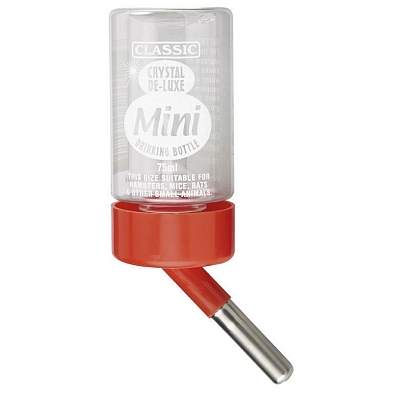 CLASSIC
CRYSTAL
DE-LUXE
Mini
DRINKING BOTTLE
75ml
THIS SIZE SUITABLE FOR
HAMSTERS, MICE, RATS
& OTHER SMALL ANIMALS.